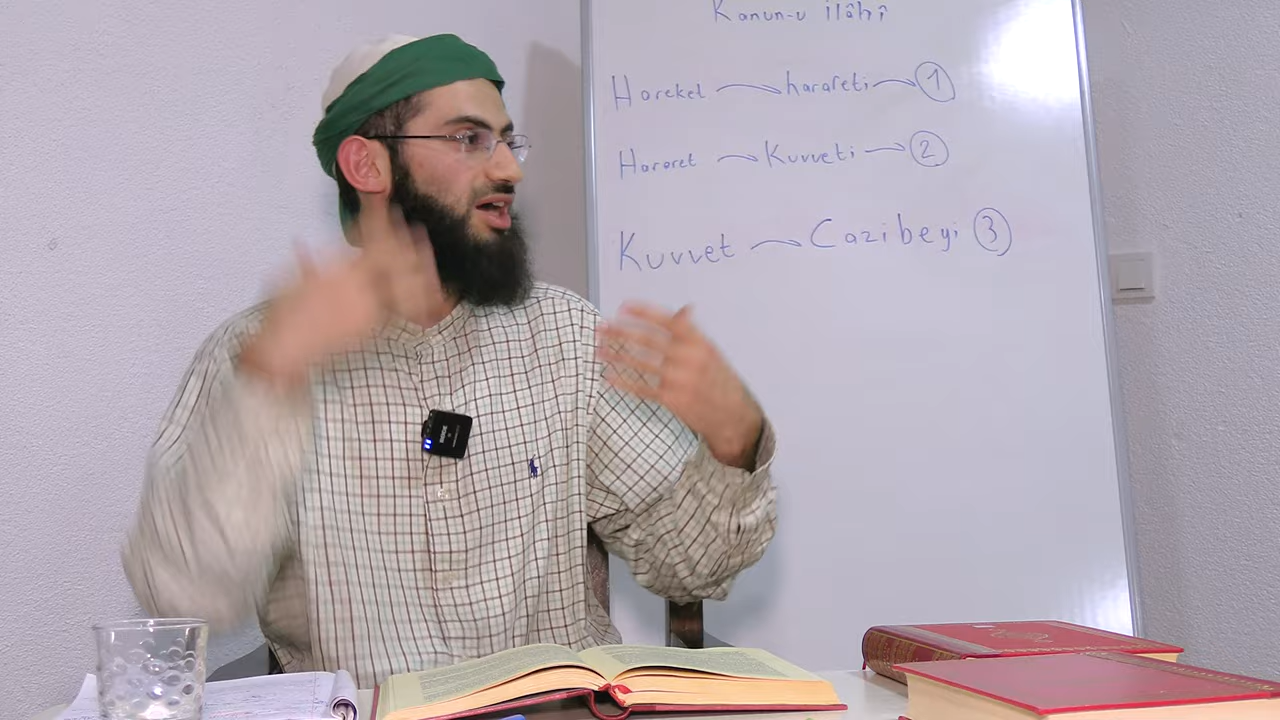 Kanun-u ilâhî
Hareket harareti 1
Hararet Kuvveti 2
Kuvvet Cazibeyi 3